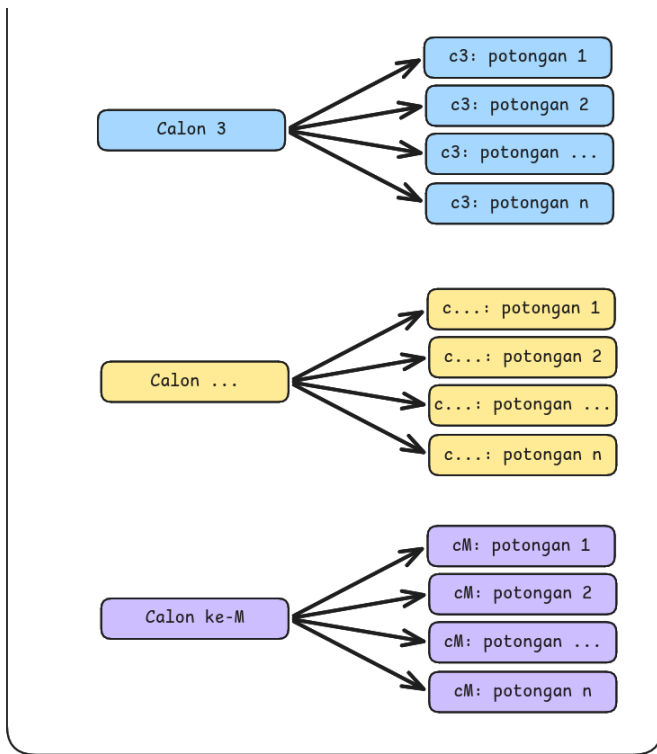 Calon 3
c3: potongan 1
c3: potongan 2
c3: potongan ...
c3: potongan n
Calon ...
c...: potongan 1
c...: potongan 2
c...: potongan ...
c...: potongan n
Calon ke-M
cM: potongan 1
cM: potongan 2
cM: potongan ...
cM: potongan n